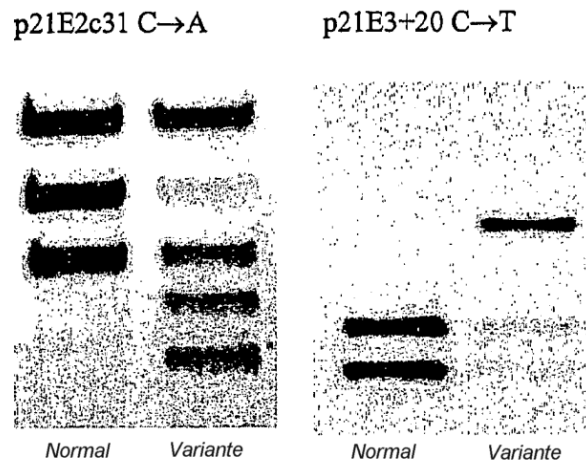 p21E2c31 C→A p21E3+20 C→T
Normal Variante Normal Variante